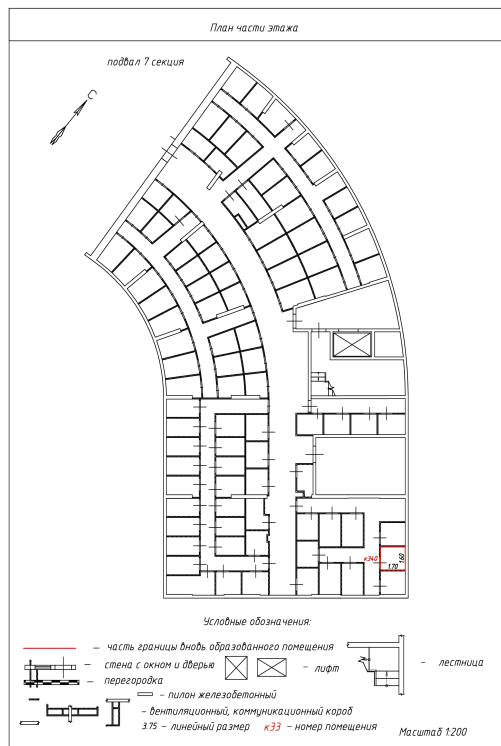 План части этажа
подвал 7 секция
С
к340
1.70
1.60
Условные обозначения:
– часть границы вновь образованного помещения
– стена с окном и дверью
– лифт
– лестница
– перегородка
– пилон железобетонный
– вентиляционный, коммуникационный короб
3.75 – линейный размер
к33 – номер помещения
Масштаб 1:200